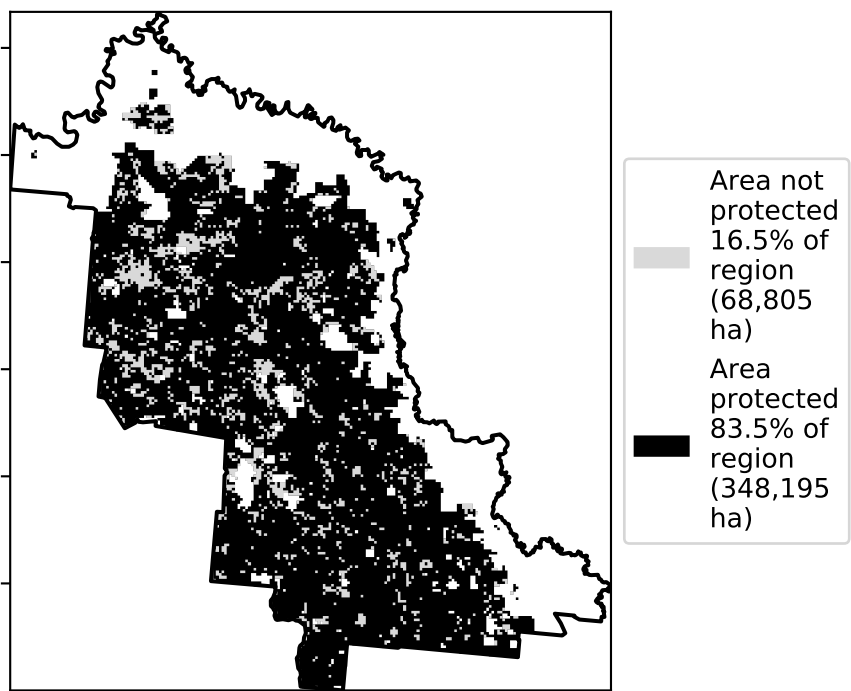 Area not
protected
16.5% of
region
(68,805
ha)
Area
protected
83.5% of
region
(348,195
ha)